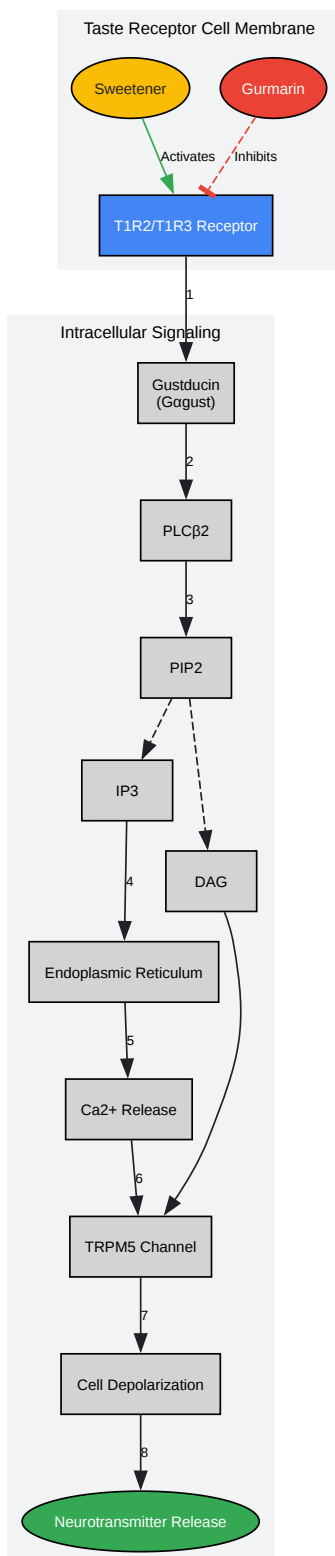 Taste Receptor Cell Membrane
Sweetener
Gurmarin
Activates
Inhibits
T1R2/T1R3 Receptor
1
Intracellular Signaling
Gustducin
(Gαgust)
2
PLCβ2
3
PIP2
IP3
DAG
4
Endoplasmic Reticulum
5
Ca2+ Release
6
TRPM5 Channel
7
Cell Depolarization
8
Neurotransmitter Release